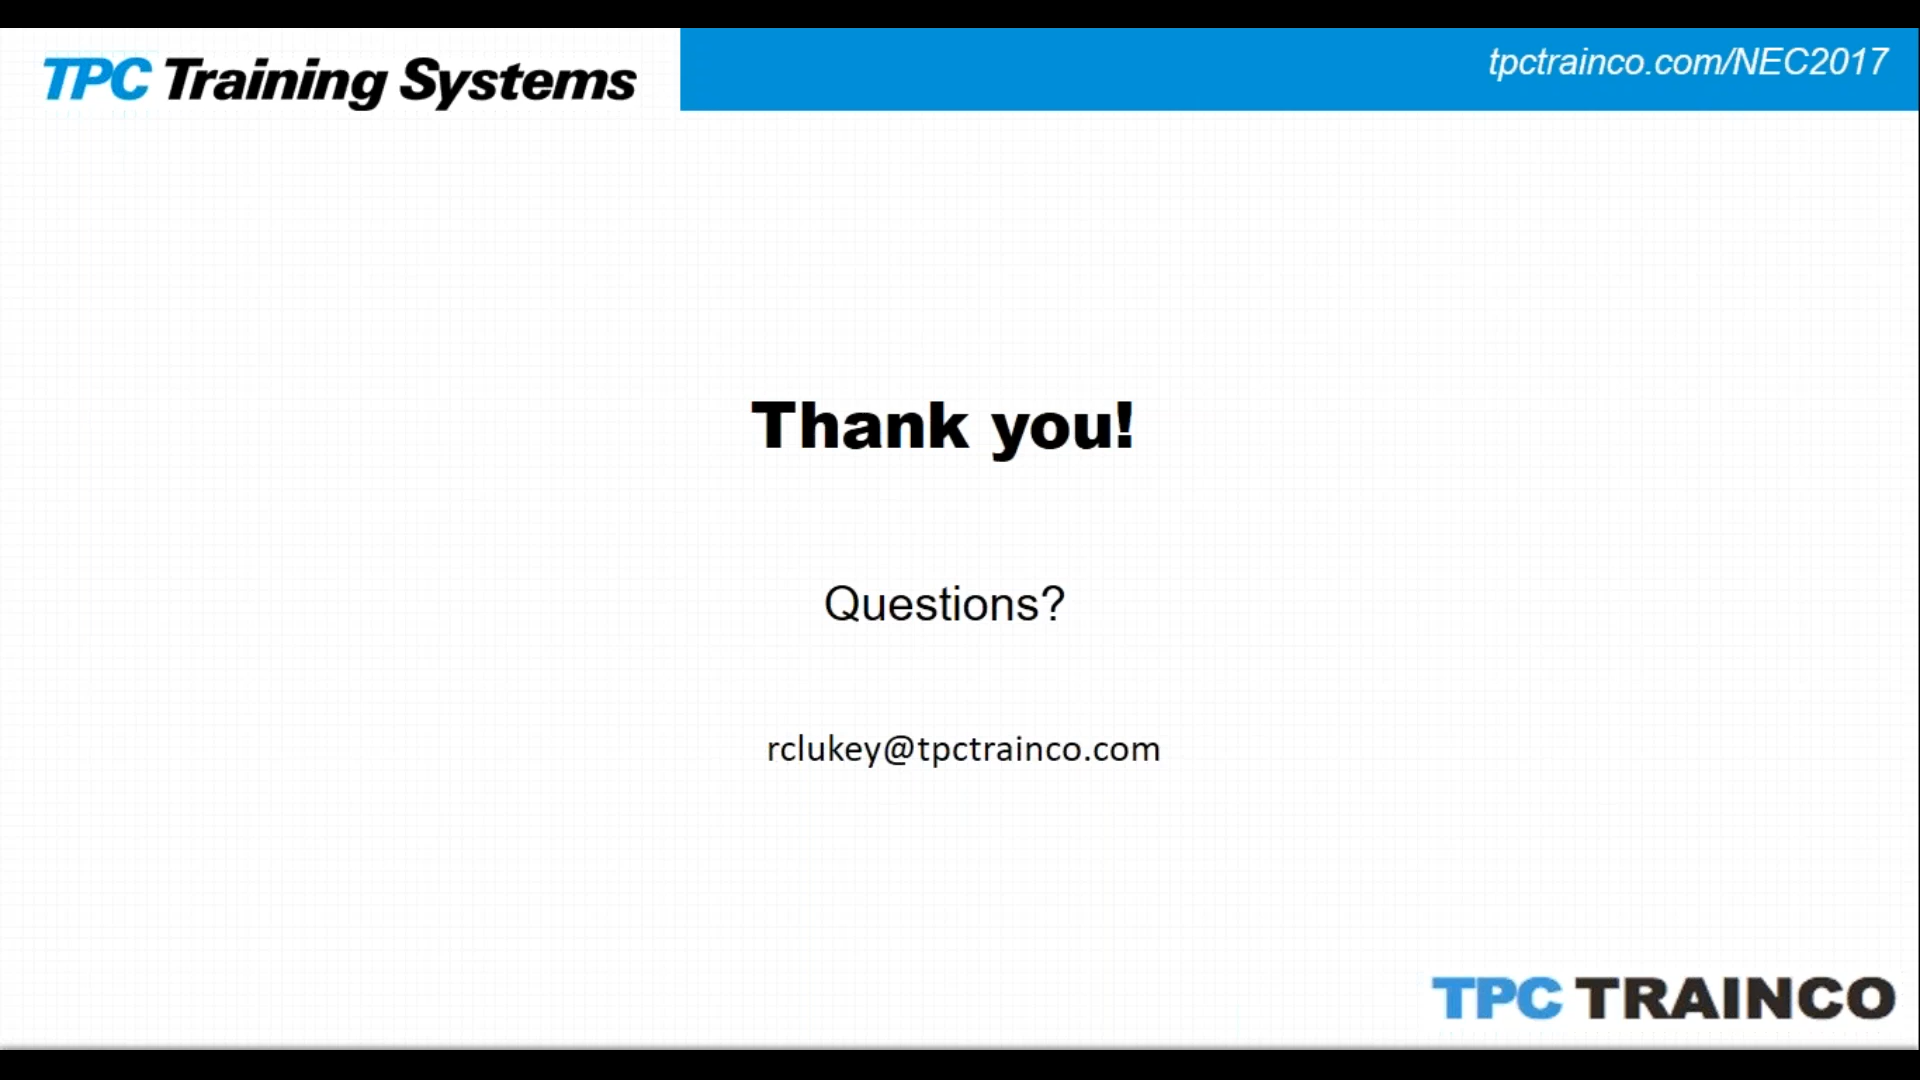 TPC Training Systems
tpctrainco.com/NEC2017
Thank you!
Questions?
rclukey@tpctrainco.com
TPC TRAINCO